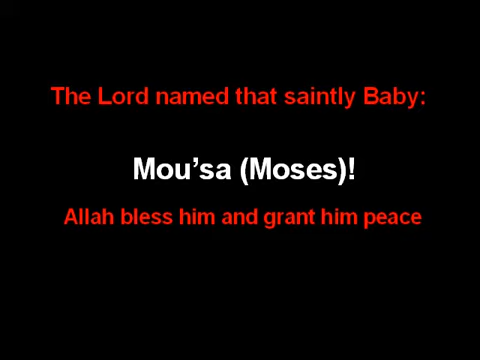 The Lord named that saintly Baby:
Mou’sa (Moses)!
Allah bless him and grant him peace